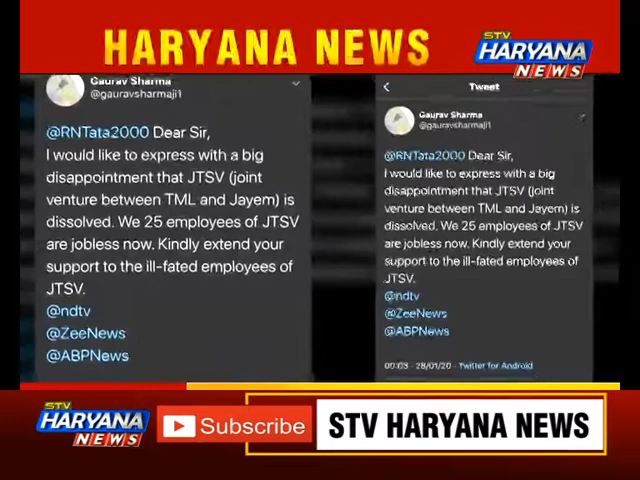 HARYANA NEWS
STV
HARYANA
NEWS
Gaurav Sharma
@gauravsharmaji1
@RNTata2000 Dear Sir,
I would like to express with a big
disappointment that JTSV (joint
venture between TML and Jayem) is
dissolved. We 25 employees of JTSV
are jobless now. Kindly extend your
support to the ill-fated employees of
JTSV.
@ndtv
@ZeeNews
@ABPNews
Tweet
Gaurav Sharma
@gauravsharmaji1
@RNTata2000 Dear Sir,
I would like to express with a big
disappointment that JTSV (joint
venture between TML and Jayem) is
dissolved. We 25 employees of JTSV
are jobless now. Kindly extend your
support to the ill-fated employees of
JTSV.
@ndtv
@ZeeNews
@ABPNews
00:03 · 28/01/20 · Twitter for Android
STV
HARYANA
NEWS
Subscribe
STV HARYANA NEWS